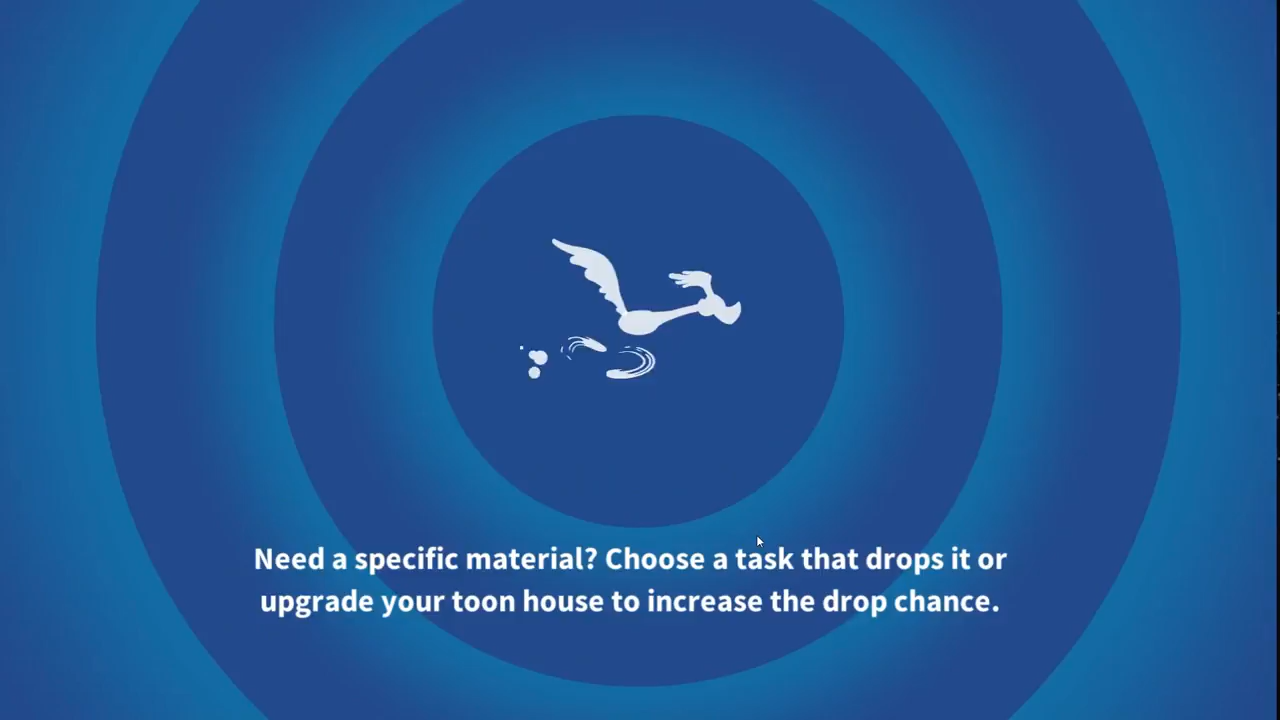 Need a specific material? Choose a task that drops it or
upgrade your toon house to increase the drop chance.